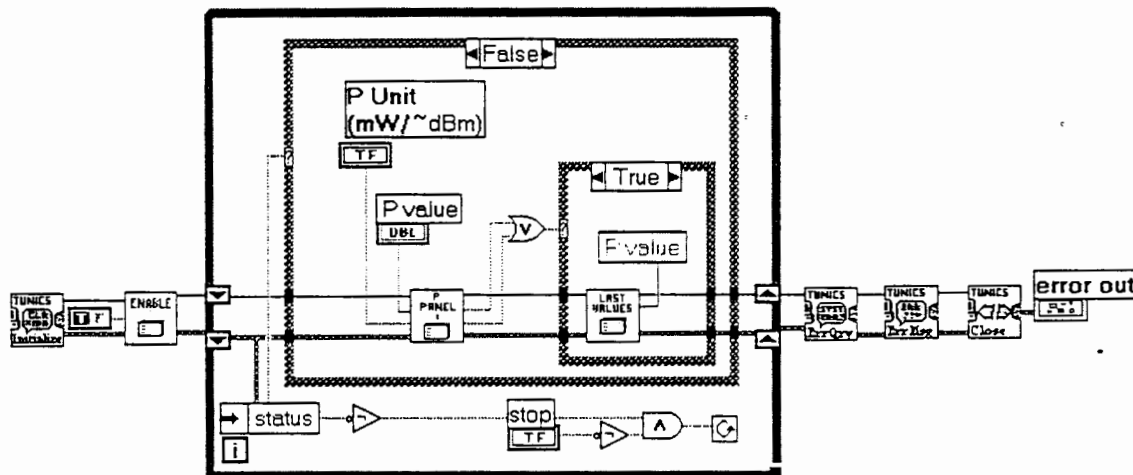 False
P Unit
(mW/~dBm)
TF
True
P value
DBL
V
P value
TUNICS
Initialize
T F
ENABLE
P
PANEL
LAST
VALUES
TUNICS
SYST
ErrQry
TUNICS
Err Msg
TUNICS
Close
error out
status
stop
TF
Λ
i